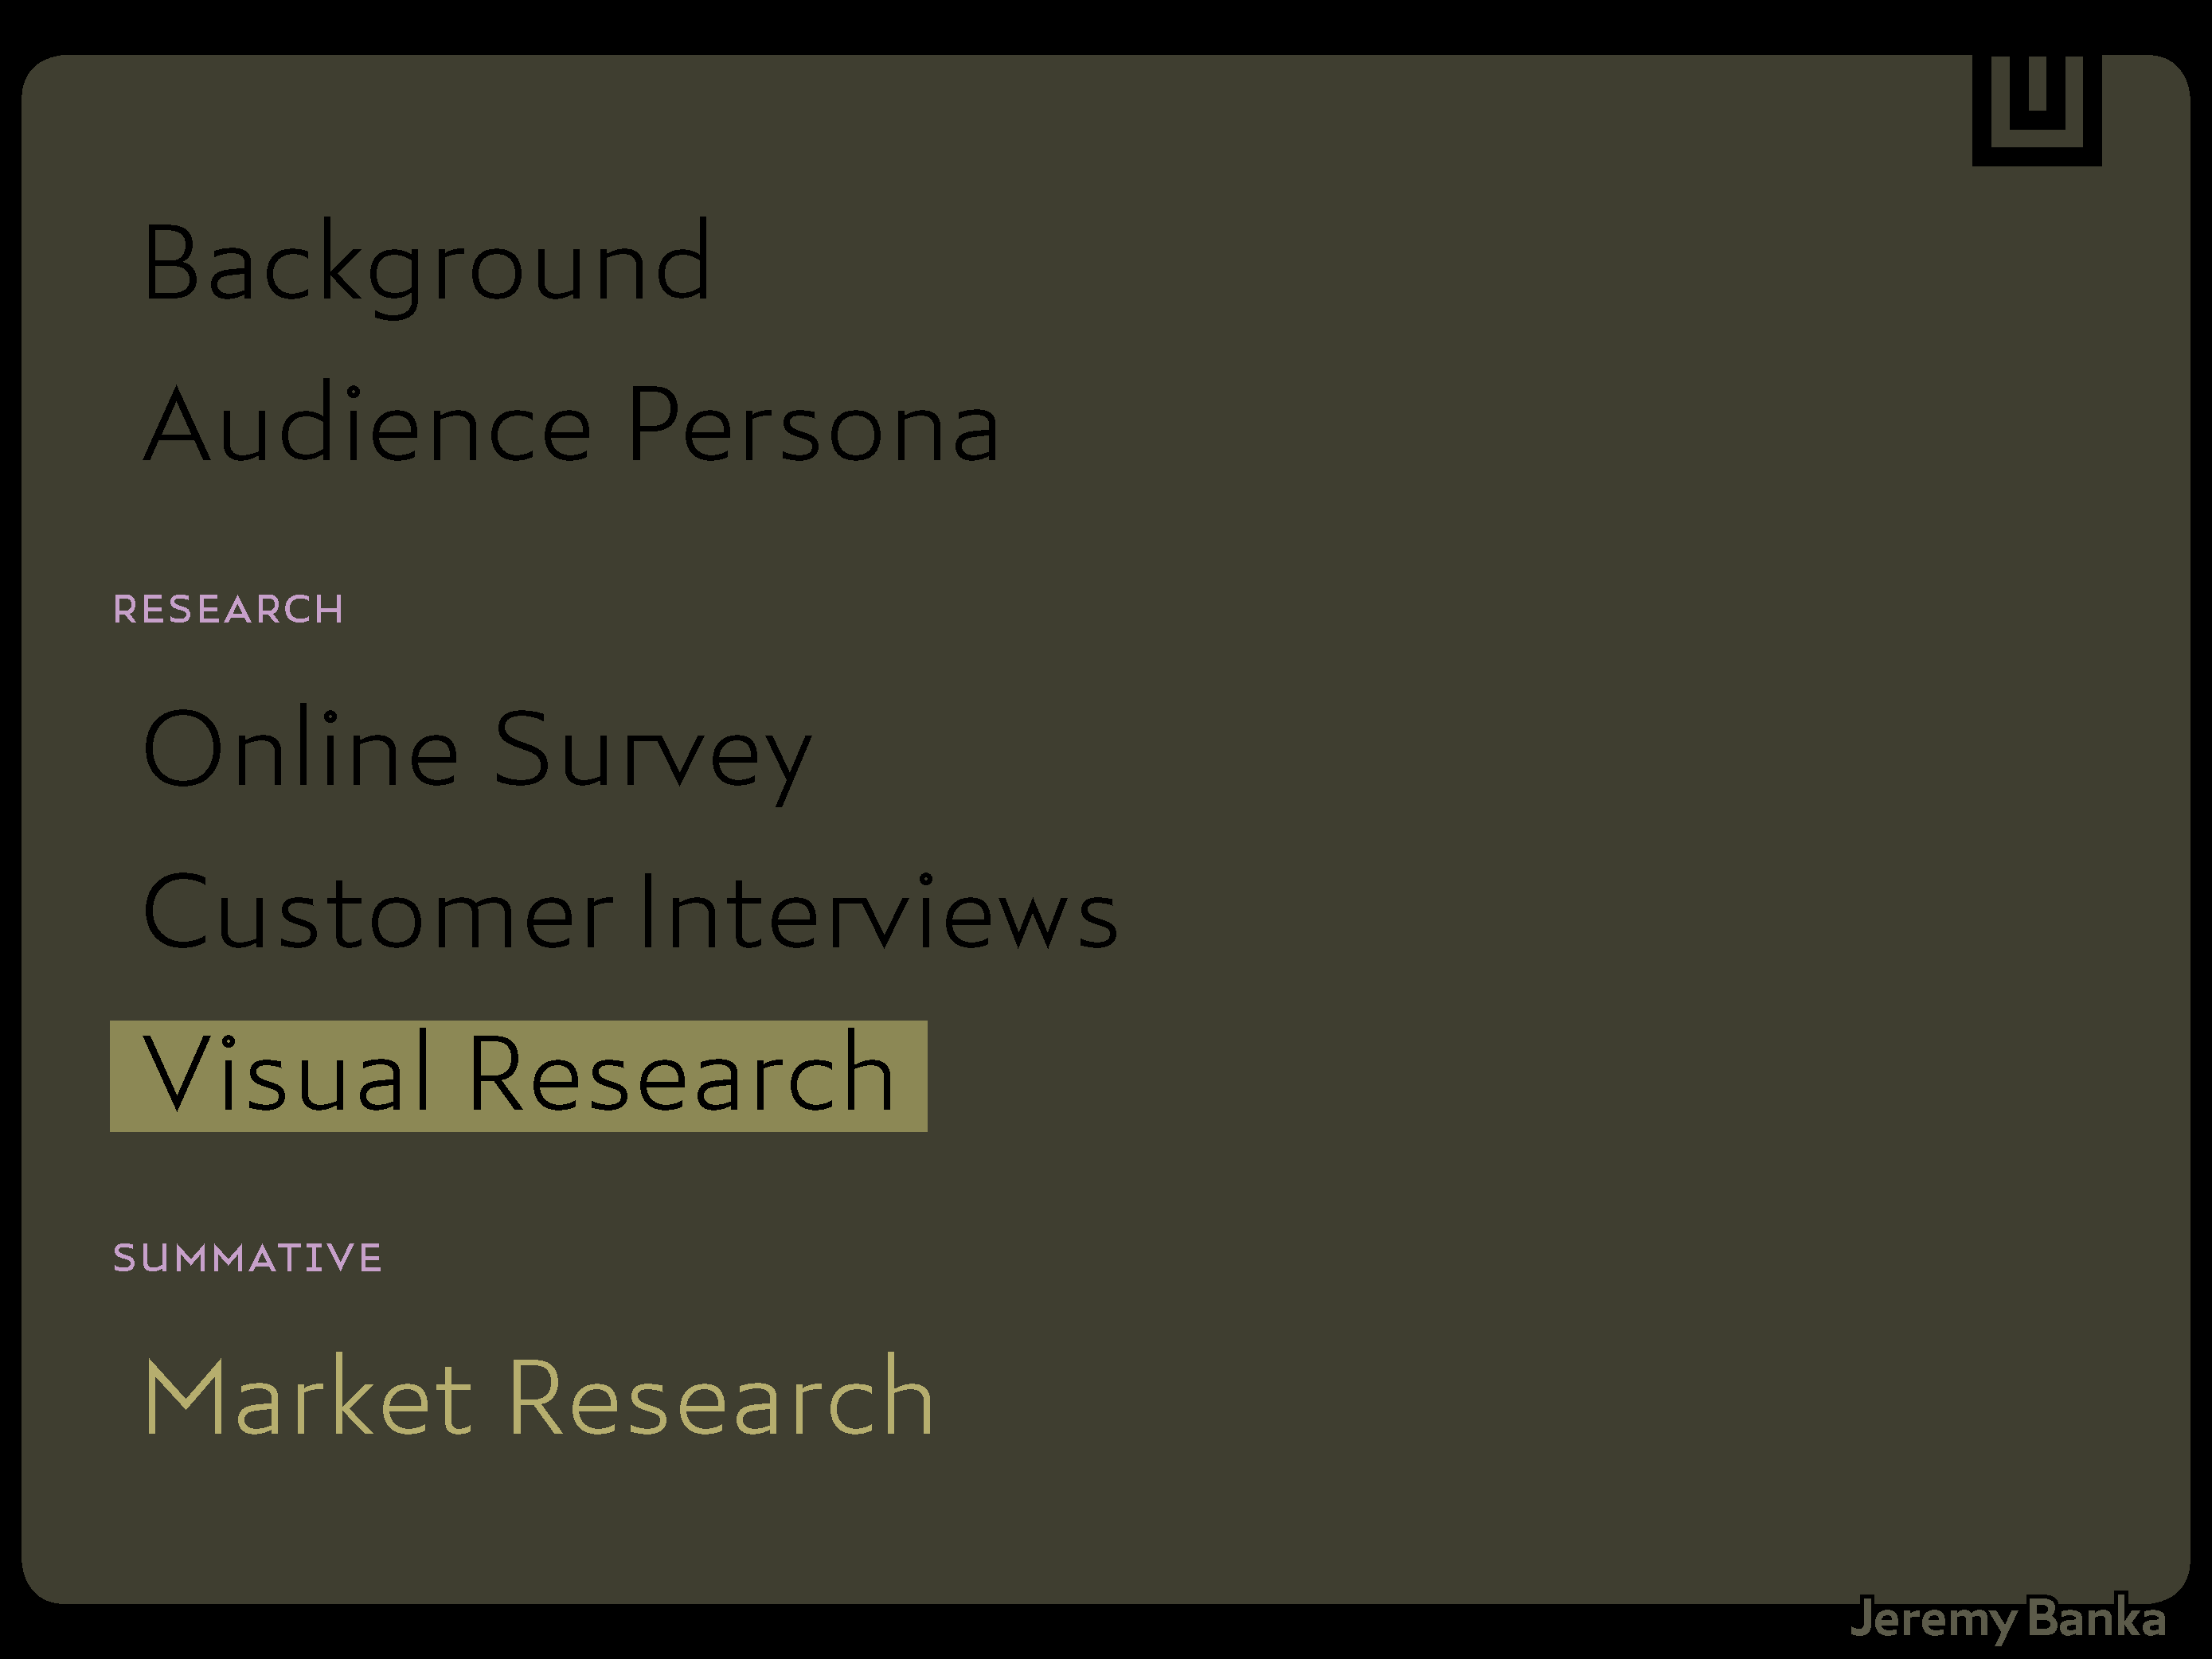 Background
Audience Persona
RESEARCH
Online Survey
Customer Interviews
Visual Research
SUMMATIVE
Market Research
Jeremy Banka